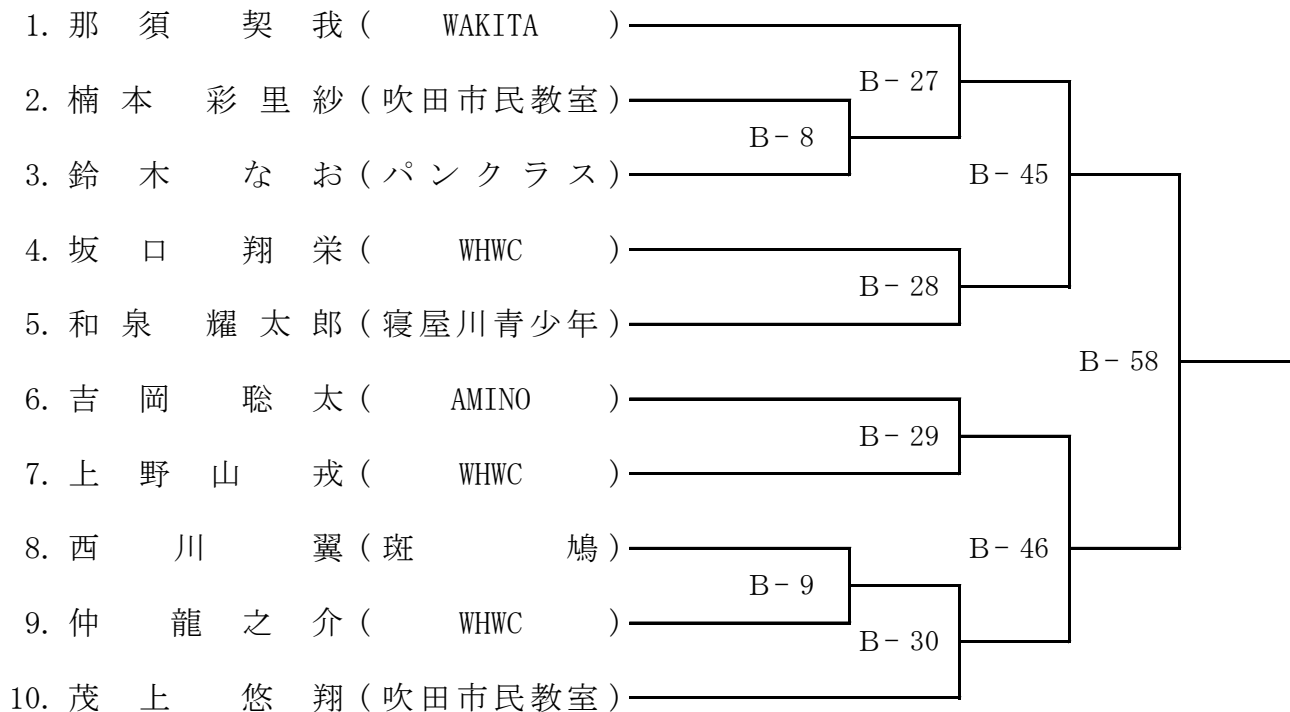 1. 那須 契我 (WAKITA)
B-27
2. 楠本 彩里紗 (吹田市民教室)
B-8
3. 鈴木 なお (パンクラス)
B-45
4. 坂口 翔栄 (WHWC)
B-28
5. 和泉 耀太郎 (寝屋川青少年)
B-58
6. 吉岡 聡太 (AMINO)
B-29
7. 上野山 戎 (WHWC)
8. 西川 翼 (斑鳩)
B-46
B-9
9. 仲 龍之介 (WHWC)
B-30
10. 茂上 悠翔 (吹田市民教室)